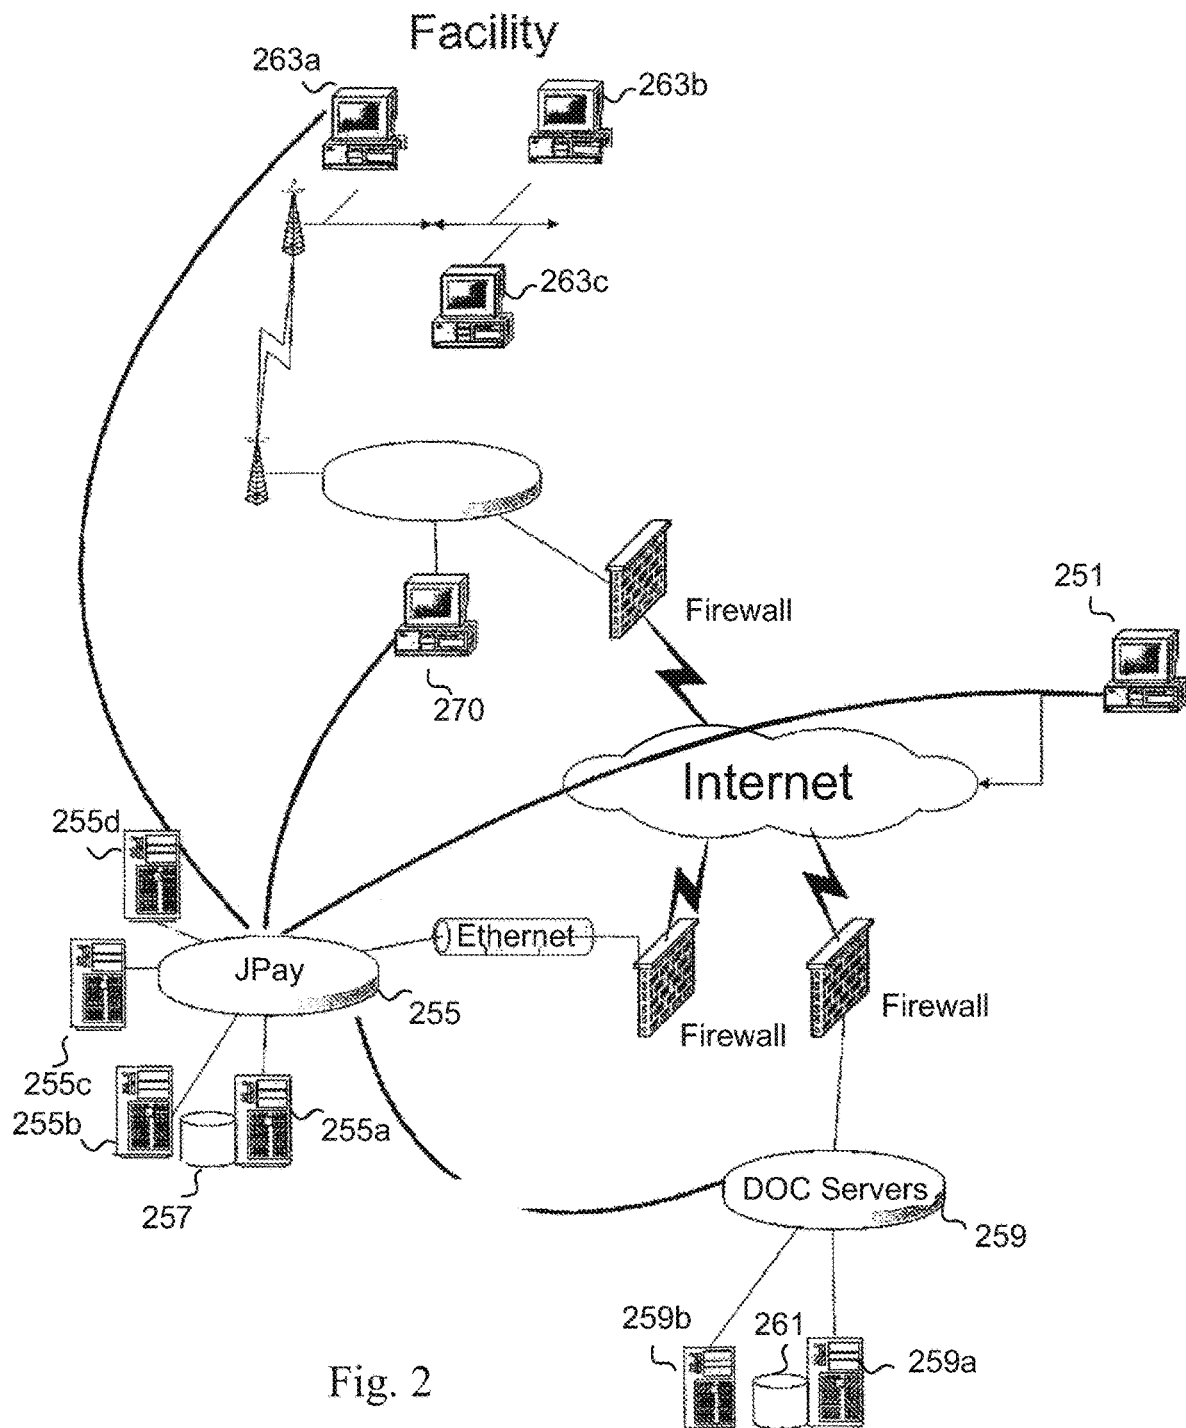 Facility
263a
263b
263c
251
Firewall
270
Internet
255d
Ethernet
JPay
255
Firewall
Firewall
255c
255b
255a
257
DOC Servers
259
259b
261
259a
Fig. 2